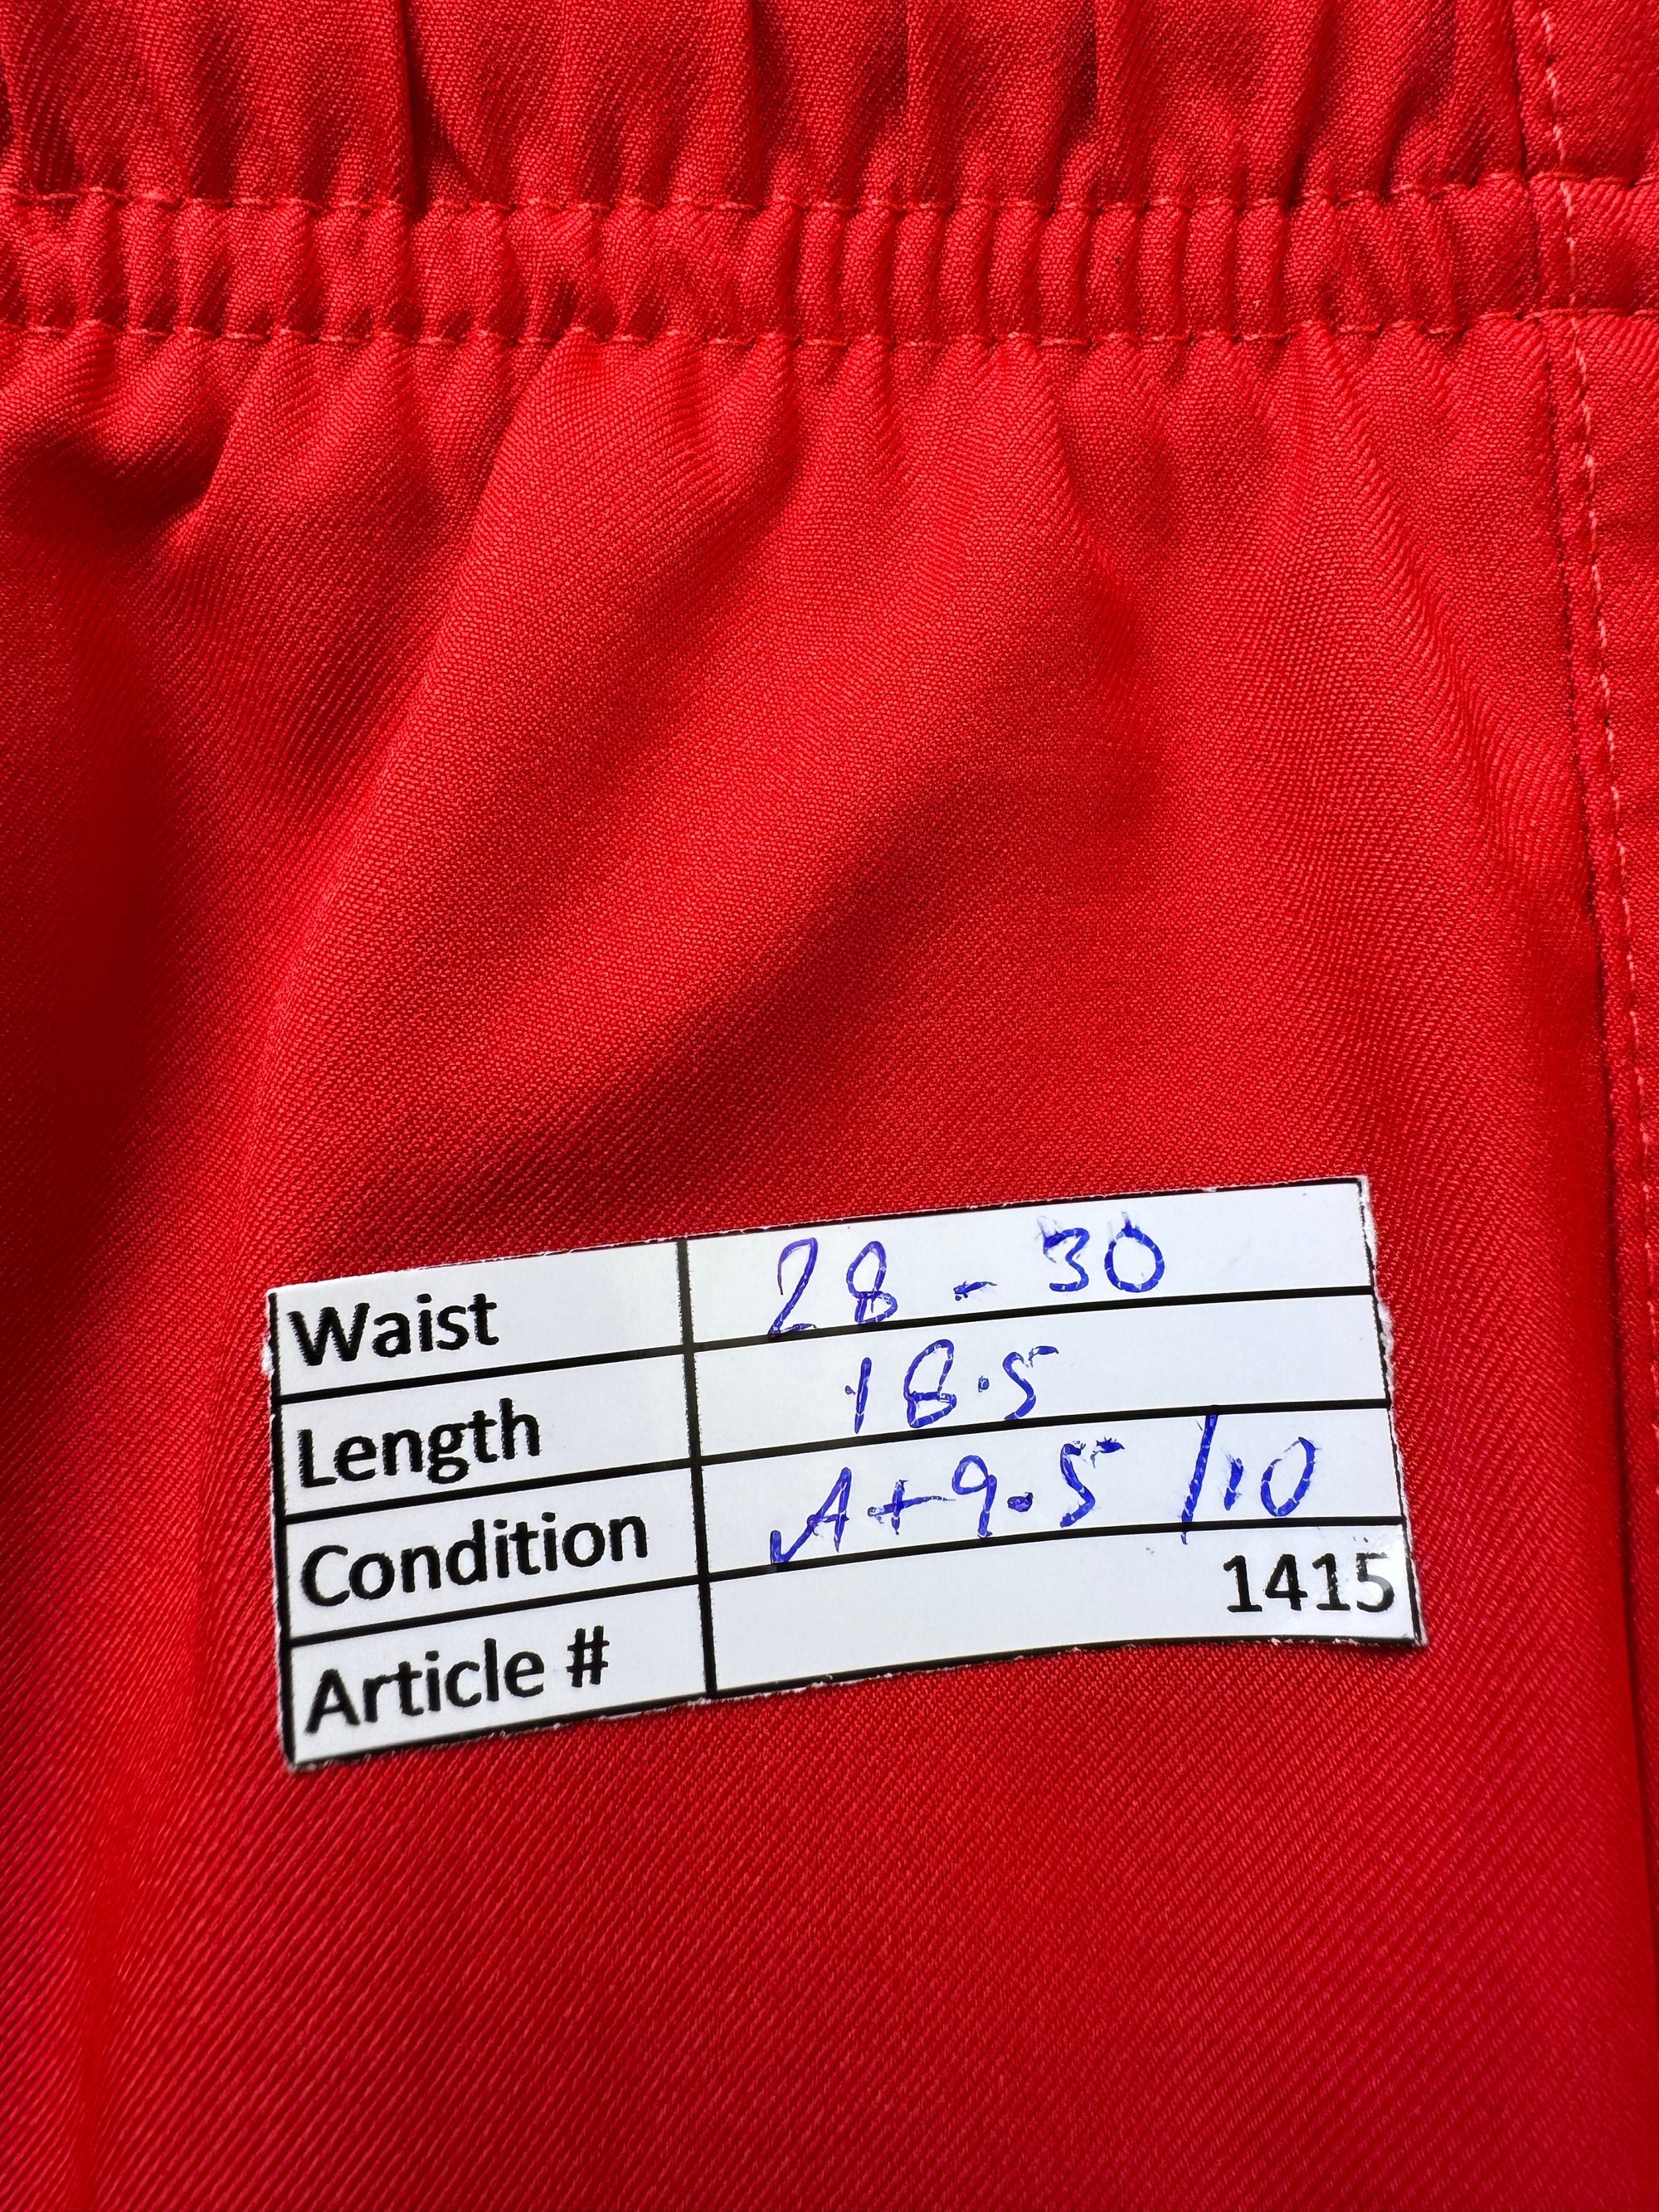 Waist 28 - 30
Length 18.5
Condition A+ 9.5 /10
Article # 1415